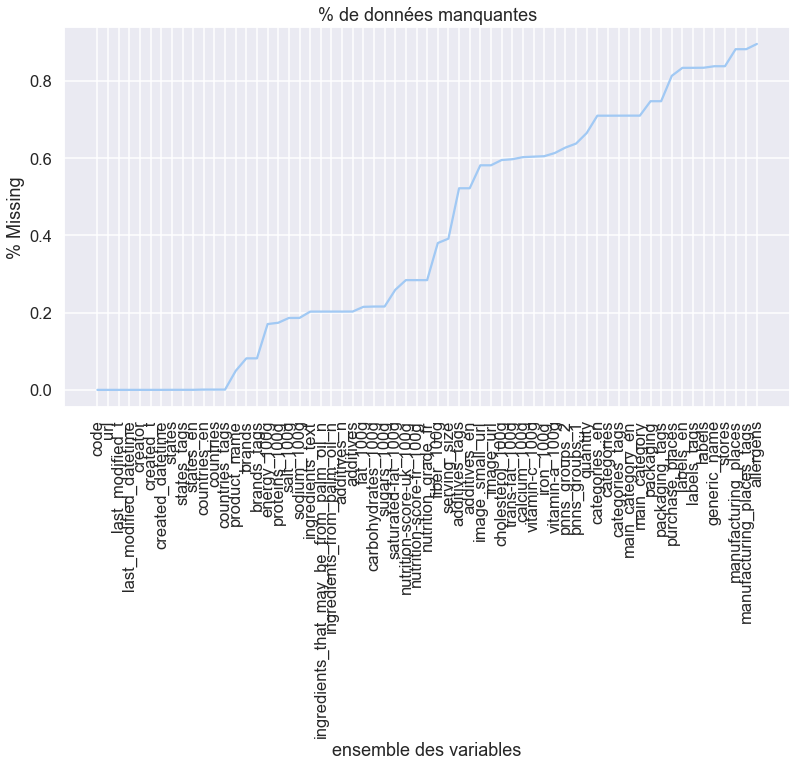 % de données manquantes
% Missing
0.8
0.6
0.4
0.2
0.0
code
url
last_modified_t
last_modified_datetime
creator
created_t
created_datetime
states
states_tags
states_en
countries_en
countries
countries_tags
product_name
brands
brands_tags
energy_100g
proteins_100g
salt_100g
sodium_100g
ingredients_text
ingredients_that_may_be_from_palm_oil_n
ingredients_from_palm_oil_n
additives_n
additives
fat_100g
carbohydrates_100g
sugars_100g
saturated-fat_100g
nutrition-score-uk_100g
nutrition-score-fr_100g
nutrition_grade_fr
fiber_100g
serving_size
additives_tags
additives_en
image_small_url
image_url
cholesterol_100g
trans-fat_100g
calcium_100g
vitamin-c_100g
iron_100g
vitamin-a_100g
pnns_groups_2
pnns_groups_1
quantity
categories_en
categories
categories_tags
main_category_en
main_category
packaging
packaging_tags
purchase_places
labels_en
labels_tags
labels
generic_name
stores
manufacturing_places
manufacturing_places_tags
allergens
ensemble des variables